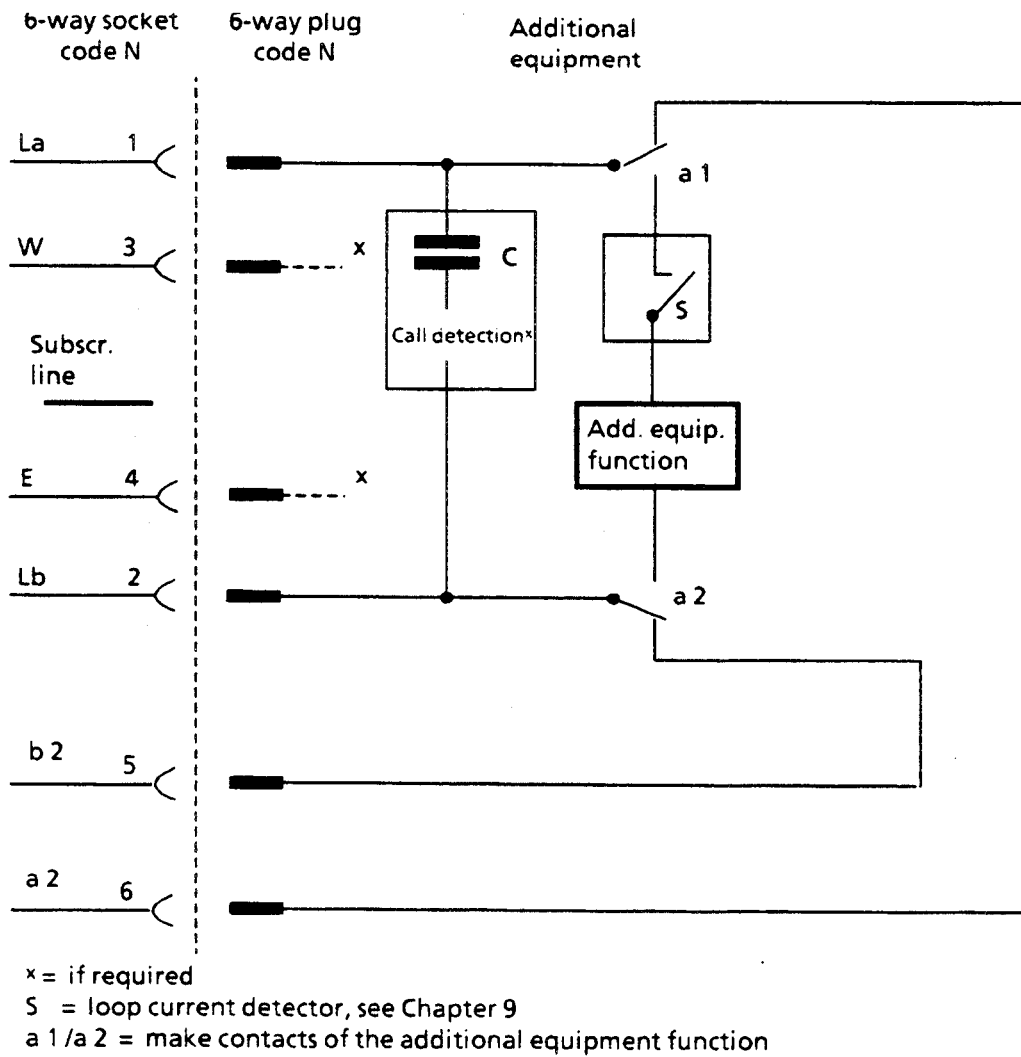 6-way socket
code N
6-way plug
code N
Additional
equipment
La 1
a 1
W 3
x
C
S
Call detection x
Subscr.
line
Add. equip.
function
E 4
x
Lb 2
a 2
b 2 5
a 2 6
x = if required
S = loop current detector, see Chapter 9
a 1 /a 2 = make contacts of the additional equipment function